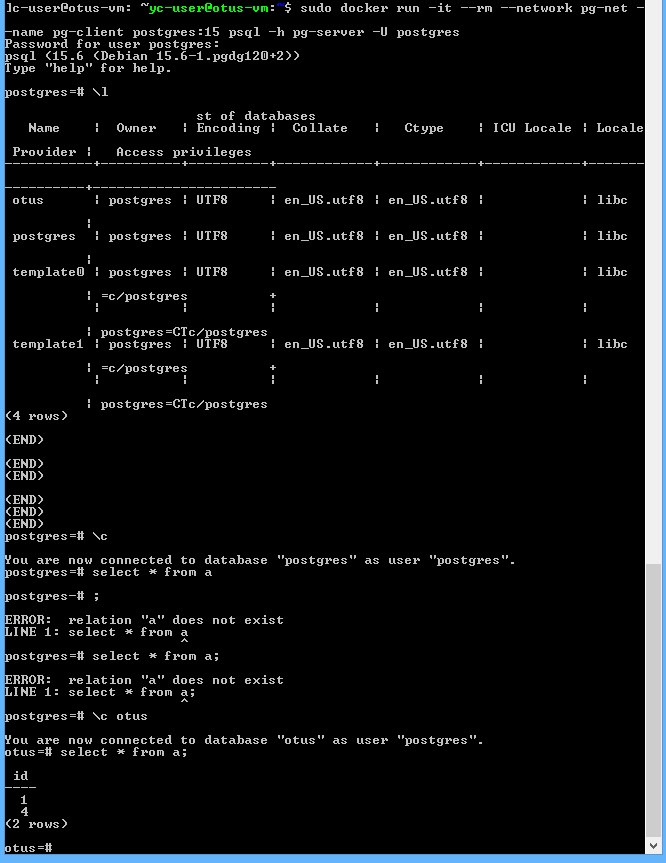 ]c-user@otus-vm: ~yc-user@otus-vm:~$ sudo docker run -it --rm --network pg-net -
-name pg-client postgres:15 psql -h pg-server -U postgres
Password for user postgres:
psql (15.6 (Debian 15.6-1.pgdg120+2))
Type "help" for help.
postgres=# \l
st of databases
Name ¦ Owner ¦ Encoding ¦ Collate ¦ Ctype ¦ ICU Locale ¦ Locale
Provider ¦ Access privileges
-----------+----------+----------+------------+------------+------------+-------
----------+-----------------------
otus ¦ postgres ¦ UTF8 ¦ en_US.utf8 ¦ en_US.utf8 ¦ ¦ libc
¦
postgres ¦ postgres ¦ UTF8 ¦ en_US.utf8 ¦ en_US.utf8 ¦ ¦ libc
¦
template0 ¦ postgres ¦ UTF8 ¦ en_US.utf8 ¦ en_US.utf8 ¦ ¦ libc
¦ =c/postgres +
¦ ¦ ¦ ¦ ¦ ¦
¦ postgres=CTc/postgres
template1 ¦ postgres ¦ UTF8 ¦ en_US.utf8 ¦ en_US.utf8 ¦ ¦ libc
¦ =c/postgres +
¦ ¦ ¦ ¦ ¦ ¦
¦ postgres=CTc/postgres
(4 rows)
(END)
(END)
(END)
(END)
(END)
(END)
postgres=# \c
You are now connected to database "postgres" as user "postgres".
postgres=# select * from a
postgres-# ;
ERROR:  relation "a" does not exist
LINE 1: select * from a
^
postgres=# select * from a;
ERROR:  relation "a" does not exist
LINE 1: select * from a;
^
postgres=# \c otus
You are now connected to database "otus" as user "postgres".
otus=# select * from a;
id
----
1
4
(2 rows)
otus=#